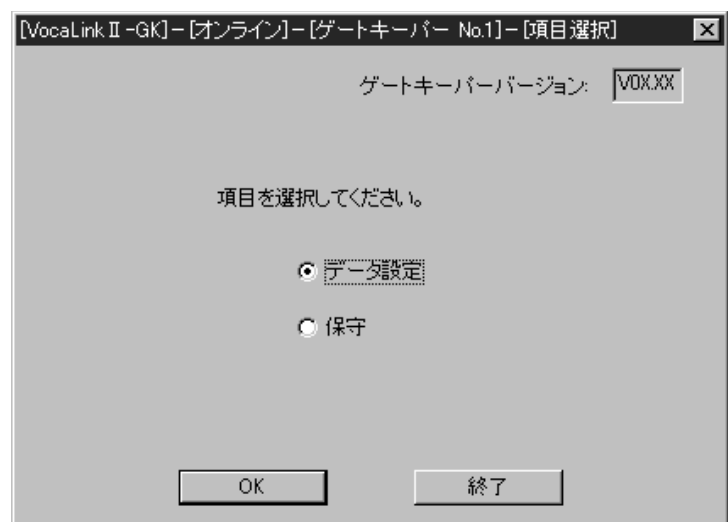 [VocaLinkⅡ-GK]-[オンライン]-[ゲートキーパー No.1]-[項目選択]
ゲートキーパーバージョン: V0X.XX
項目を選択してください。
データ設定
保守
OK 終了